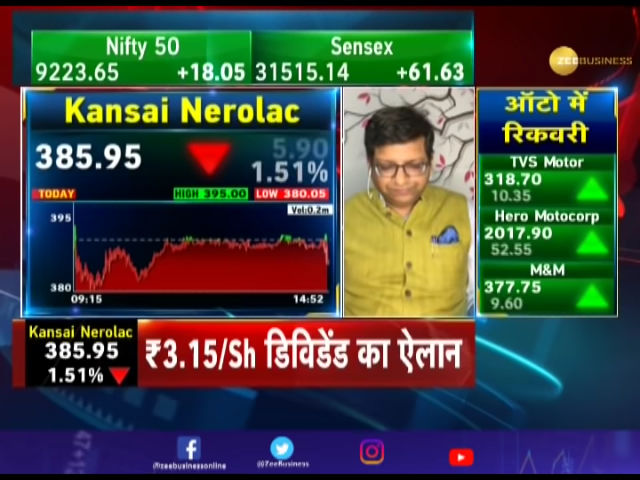 Nifty 50
9223.65 +18.05
Sensex
31515.14 +61.63
ZEEBUSINESS
Kansai Nerolac
385.95
5.90
1.51%
TODAY
HIGH 395.00
LOW 380.05
Vol:0.2m
395
380
09:15
14:52
ऑटो में
रिकवरी
TVS Motor
318.70
10.35
Hero Motocorp
2017.90
52.55
M&M
377.75
9.60
Kansai Nerolac
385.95
1.51%
₹3.15/Sh डिविडेंड का ऐलान
@zeebusinessonline
@ZeeBusiness